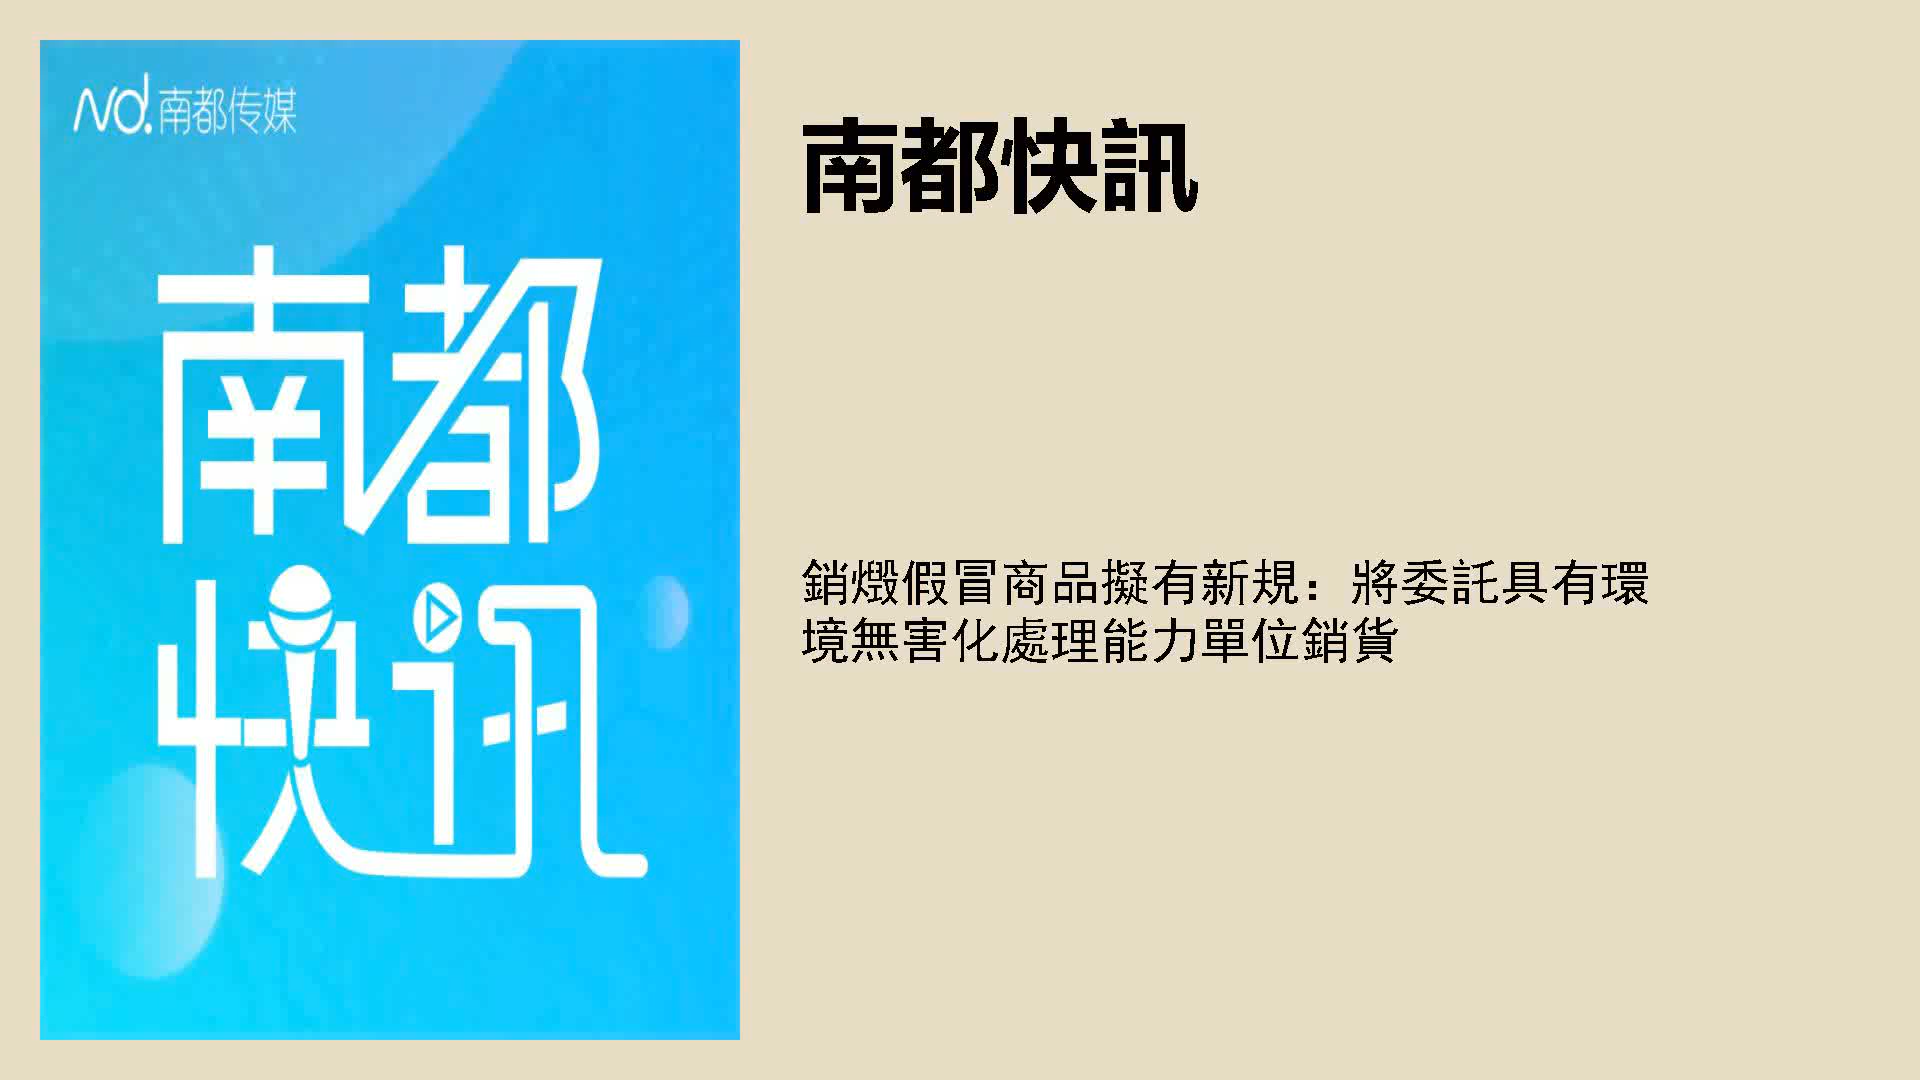 Nd.南都传媒
南都
快讯
南都快訊
銷燬假冒商品擬有新規：將委託具有環
境無害化處理能力單位銷貨